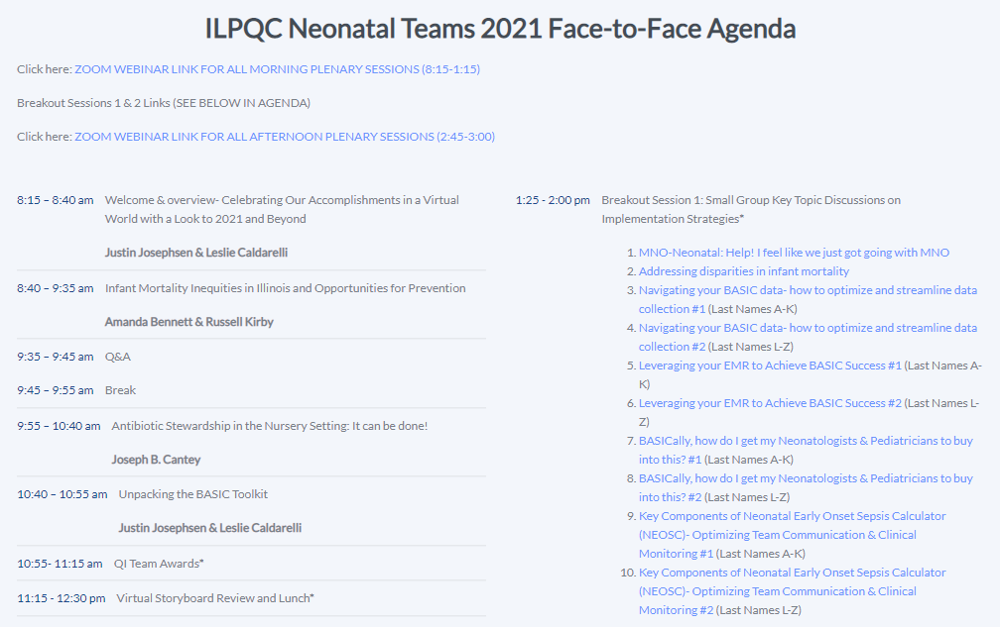 ILPQC Neonatal Teams 2021 Face-to-Face Agenda
Click here: ZOOM WEBINAR LINK FOR ALL MORNING PLENARY SESSIONS (8:15-1:15)
Breakout Sessions 1 & 2 Links (SEE BELOW IN AGENDA)
Click here: ZOOM WEBINAR LINK FOR ALL AFTERNOON PLENARY SESSIONS (2:45-3:00)
8:15 – 8:40 am Welcome & overview- Celebrating Our Accomplishments in a Virtual
World with a Look to 2021 and Beyond
Justin Josephsen & Leslie Caldarelli
8:40 – 9:35 am Infant Mortality Inequities in Illinois and Opportunities for Prevention
Amanda Bennett & Russell Kirby
9:35 – 9:45 am Q&A
9:45 – 9:55 am Break
9:55 – 10:40 am Antibiotic Stewardship in the Nursery Setting: It can be done!
Joseph B. Cantey
10:40 – 10:55 am Unpacking the BASIC Toolkit
Justin Josephsen & Leslie Caldarelli
10:55- 11:15 am QI Team Awards*
11:15 - 12:30 pm Virtual Storyboard Review and Lunch*
1:25 - 2:00 pm Breakout Session 1: Small Group Key Topic Discussions on
Implementation Strategies*
1. MNO-Neonatal: Help! I feel like we just got going with MNO
2. Addressing disparities in infant mortality
3. Navigating your BASIC data- how to optimize and streamline data
collection #1 (Last Names A-K)
4. Navigating your BASIC data- how to optimize and streamline data
collection #2 (Last Names L-Z)
5. Leveraging your EMR to Achieve BASIC Success #1 (Last Names A-
K)
6. Leveraging your EMR to Achieve BASIC Success #2 (Last Names L-
Z)
7. BASICally, how do I get my Neonatologists & Pediatricians to buy
into this? #1 (Last Names A-K)
8. BASICally, how do I get my Neonatologists & Pediatricians to buy
into this? #2 (Last Names L-Z)
9. Key Components of Neonatal Early Onset Sepsis Calculator
(NEOSC)- Optimizing Team Communication & Clinical
Monitoring #1 (Last Names A-K)
10. Key Components of Neonatal Early Onset Sepsis Calculator
(NEOSC)- Optimizing Team Communication & Clinical
Monitoring #2 (Last Names L-Z)